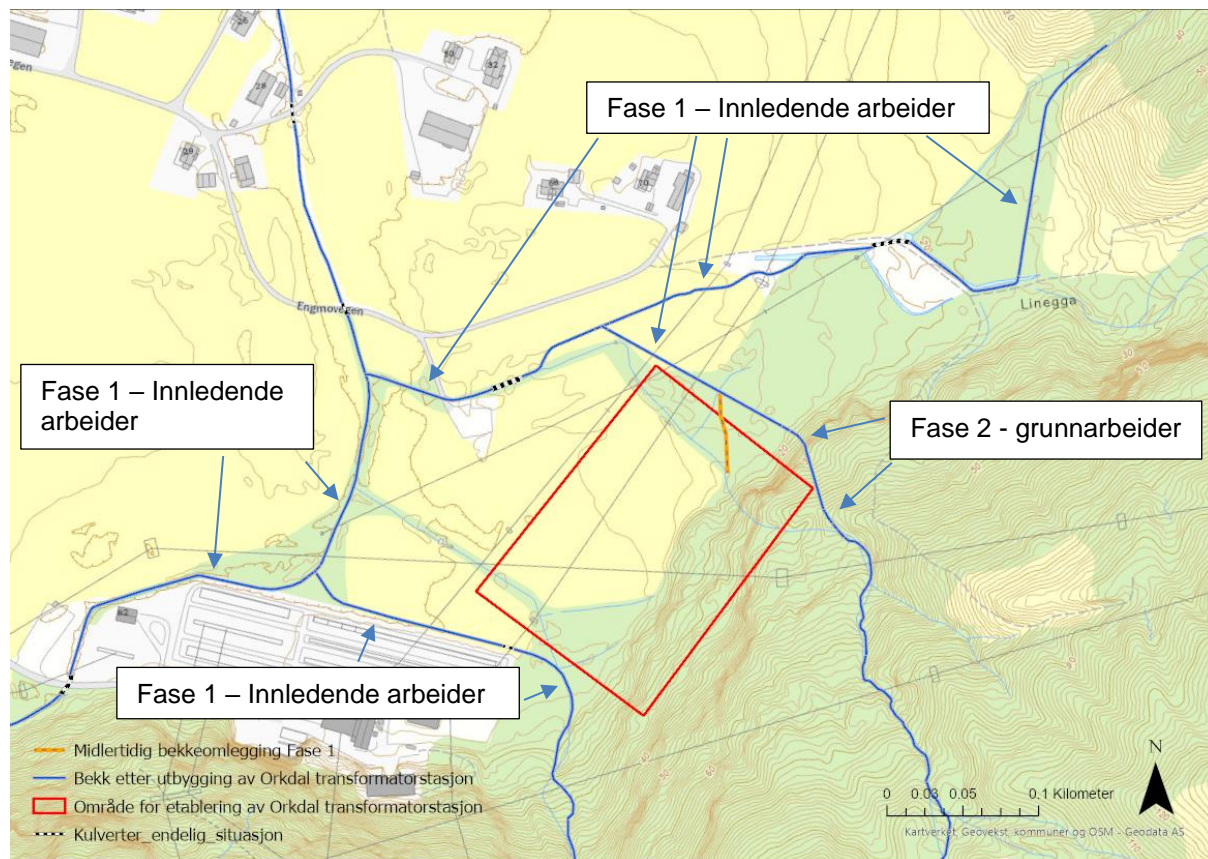 Fase 1 – Innledende arbeider
Engmovegen
Linegga
Fase 1 – Innledende
arbeider
Fase 2 - grunnarbeider
Fase 1 – Innledende arbeider
Midlertidig bekkeomlegging Fase 1
Bekk etter utbygging av Orkdal transformatorstasjon
Område for etablering av Orkdal transformatorstasjon
Kulverter_endelig_situasjon
N
0 0.03 0.05 0.1 Kilometer
Kartverket, Geovekst, kommuner og OSM - Geodata AS